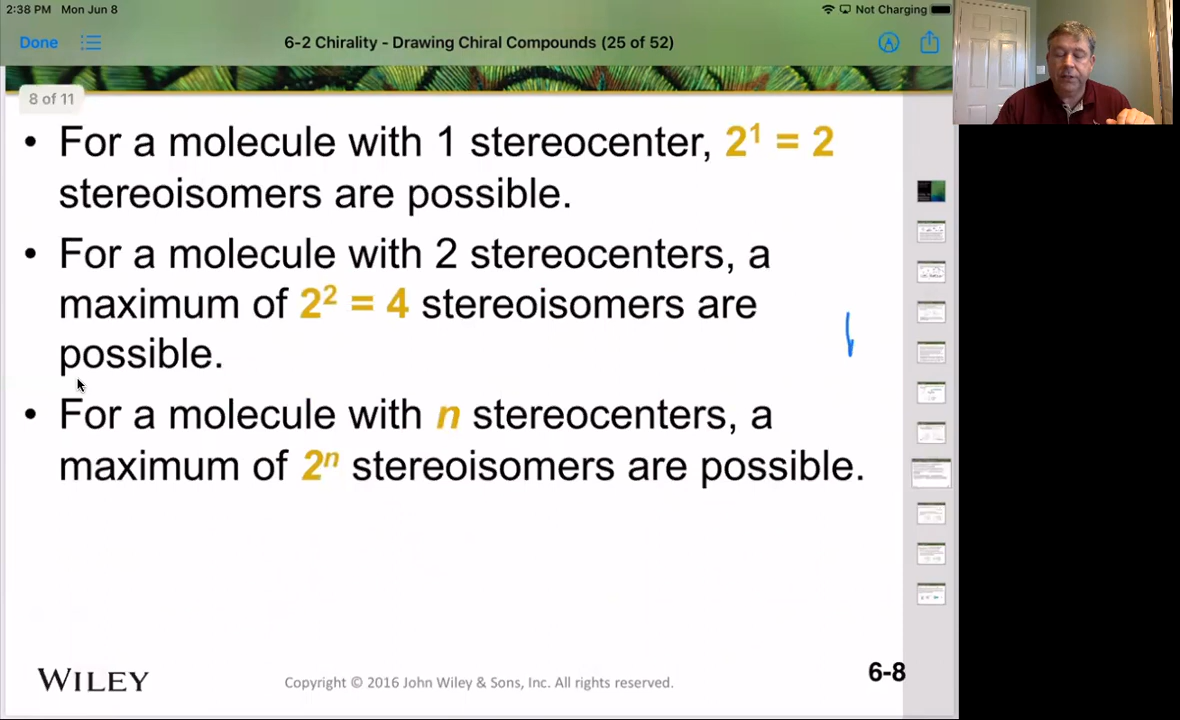 2:38 PM Mon Jun 8
Not Charging
Done
6-2 Chirality - Drawing Chiral Compounds (25 of 52)
8 of 11
• For a molecule with 1 stereocenter, 2¹ = 2
stereoisomers are possible.
• For a molecule with 2 stereocenters, a
maximum of 2² = 4 stereoisomers are
possible.
• For a molecule with n stereocenters, a
maximum of 2ⁿ stereoisomers are possible.
WILEY
Copyright © 2016 John Wiley & Sons, Inc. All rights reserved.
6-8